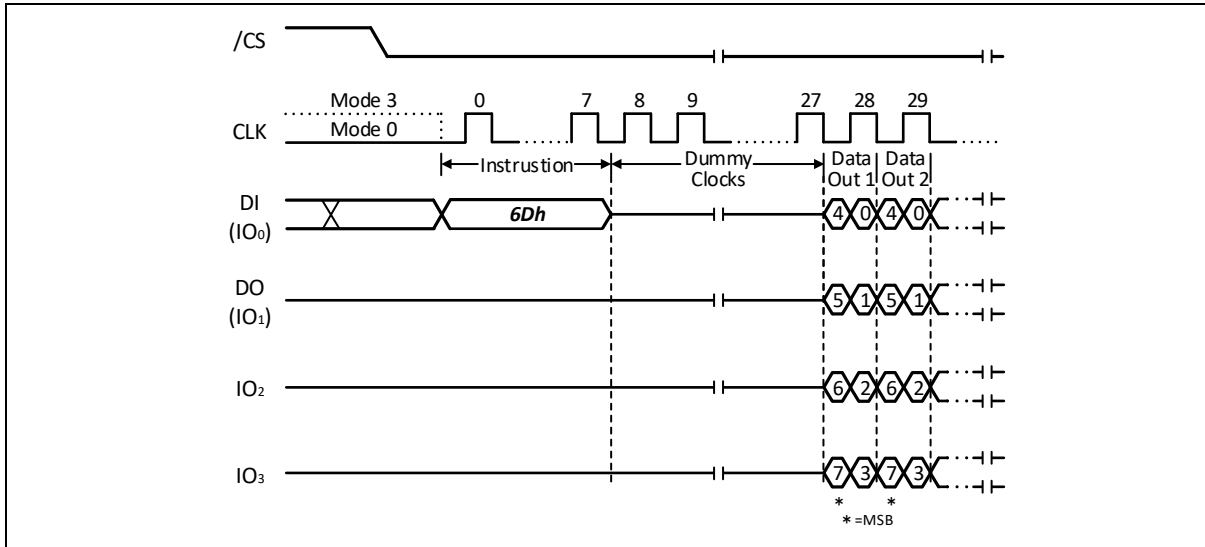 /CS
Mode 3 0 7 8 9 27 28 29
CLK Mode 0
Instrustion Dummy Clocks Data Out 1 Data Out 2
DI (IO₀) 6Dh 4 0 4 0
DO (IO₁) 5 1 5 1
IO₂ 6 2 6 2
IO₃ 7 3 7 3
* *
* =MSB